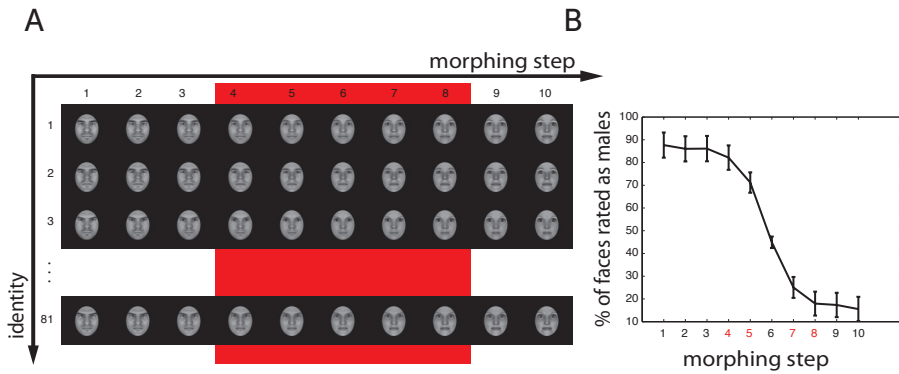 A
morphing step
1 2 3 4 5 6 7 8 9 10
1
2
3
...
81
identity
B
% of faces rated as males
100
90
80
70
60
50
40
30
20
10
1 2 3 4 5 6 7 8 9 10
morphing step